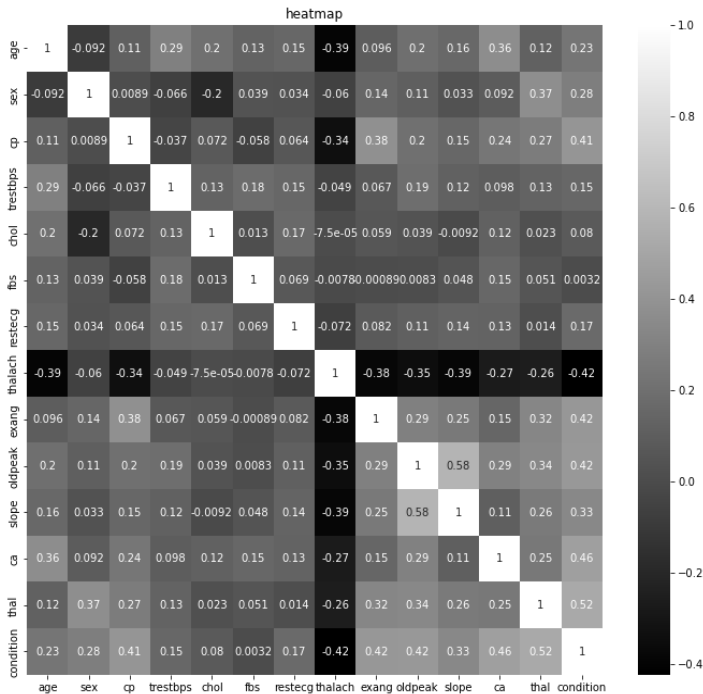 heatmap
age 1 -0.092 0.11 0.29 0.2 0.13 0.15 -0.39 0.096 0.2 0.16 0.36 0.12 0.23
sex -0.092 1 0.0089 -0.066 -0.2 0.039 0.034 -0.06 0.14 0.11 0.033 0.092 0.37 0.28
cp 0.11 0.0089 1 -0.037 0.072 -0.058 0.064 -0.34 0.38 0.2 0.15 0.24 0.27 0.41
trestbps 0.29 -0.066 -0.037 1 0.13 0.18 0.15 -0.049 0.067 0.19 0.12 0.098 0.13 0.15
chol 0.2 -0.2 0.072 0.13 1 0.013 0.17 -7.5e-05 0.059 0.039 -0.0092 0.12 0.023 0.08
fbs 0.13 0.039 -0.058 0.18 0.013 1 0.069 -0.0078 -0.00089 0.0083 0.048 0.15 0.051 0.0032
restecg 0.15 0.034 0.064 0.15 0.17 0.069 1 -0.072 0.082 0.11 0.14 0.13 0.014 0.17
thalach -0.39 -0.06 -0.34 -0.049 -7.5e-05 -0.0078 -0.072 1 -0.38 -0.35 -0.39 -0.27 -0.26 -0.42
exang 0.096 0.14 0.38 0.067 0.059 -0.00089 0.082 -0.38 1 0.29 0.25 0.15 0.32 0.42
oldpeak 0.2 0.11 0.2 0.19 0.039 0.0083 0.11 -0.35 0.29 1 0.58 0.29 0.34 0.42
slope 0.16 0.033 0.15 0.12 -0.0092 0.048 0.14 -0.39 0.25 0.58 1 0.11 0.26 0.33
ca 0.36 0.092 0.24 0.098 0.12 0.15 0.13 -0.27 0.15 0.29 0.11 1 0.25 0.46
thal 0.12 0.37 0.27 0.13 0.023 0.051 0.014 -0.26 0.32 0.34 0.26 0.25 1 0.52
condition 0.23 0.28 0.41 0.15 0.08 0.0032 0.17 -0.42 0.42 0.42 0.33 0.46 0.52 1
age sex cp trestbps chol fbs restecg thalach exang oldpeak slope ca thal condition
1.0
0.8
0.6
0.4
0.2
0.0
−0.2
−0.4